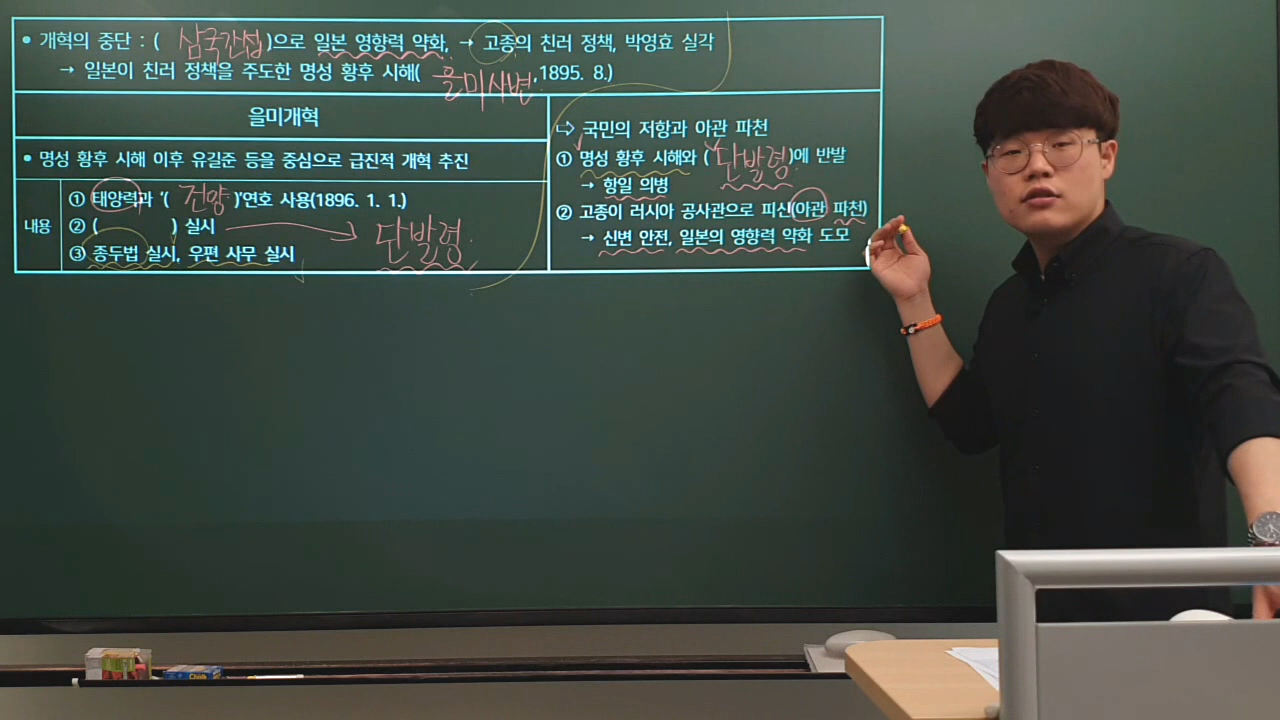 • 개혁의 중단 : ( 삼국간섭 )으로 일본 영향력 약화, → 고종의 친러 정책, 박영효 실각
→ 일본이 친러 정책을 주도한 명성 황후 시해( 을미사변, 1895. 8.)
을미개혁
• 명성 황후 시해 이후 유길준 등을 중심으로 급진적 개혁 추진
내용
① 태양력과 '( 건양 )'연호 사용(1896. 1. 1.)
② ( ) 실시 → 단발령.
③ 종두법 실시, 우편 사무 실시
⇨ 국민의 저항과 아관 파천
① 명성 황후 시해와 ( 단발령 )에 반발
→ 항일 의병
② 고종이 러시아 공사관으로 피신(아관 파천)
→ 신변 안전, 일본의 영향력 약화 도모